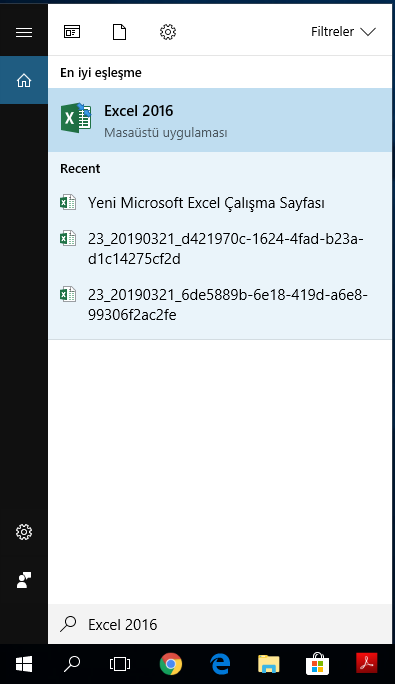 Filtreler
En iyi eşleşme
Excel 2016
Masaüstü uygulaması
Recent
Yeni Microsoft Excel Çalışma Sayfası
23_20190321_d421970c-1624-4fad-b23a-
d1c14275cf2d
23_20190321_6de5889b-6e18-419d-a6e8-
99306f2ac2fe
Excel 2016